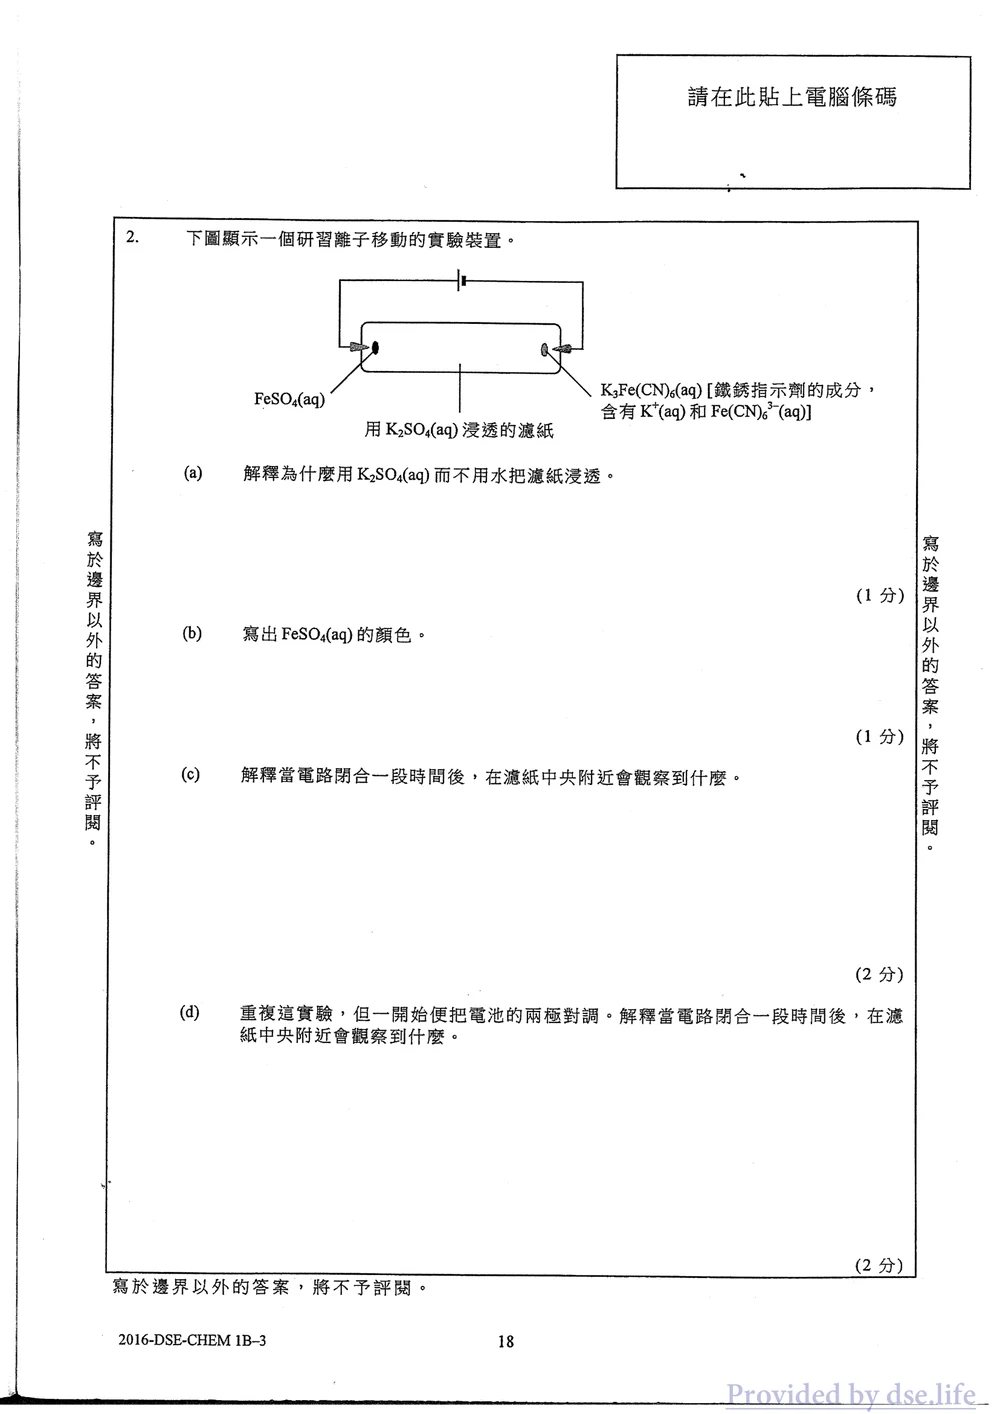 請在此貼上電腦條碼
2. 下圖顯示一個研習離子移動的實驗裝置。
FeSO₄(aq)
K₃Fe(CN)₆(aq) [鐵銹指示劑的成分，
含有 K⁺(aq) 和 Fe(CN)₆³⁻(aq)]
用 K₂SO₄(aq) 浸透的濾紙
(a) 解釋為什麼用 K₂SO₄(aq) 而不用水把濾紙浸透。
(1 分)
(b) 寫出 FeSO₄(aq) 的顏色。
(1 分)
(c) 解釋當電路閉合一段時間後，在濾紙中央附近會觀察到什麼。
(2 分)
(d) 重複這實驗，但一開始便把電池的兩極對調。解釋當電路閉合一段時間後，在濾
紙中央附近會觀察到什麼。
(2 分)
寫於邊界以外的答案，將不予評閱。
寫於邊界以外的答案，將不予評閱。
寫於邊界以外的答案，將不予評閱。
2016-DSE-CHEM 1B–3
18
Provided by dse.life